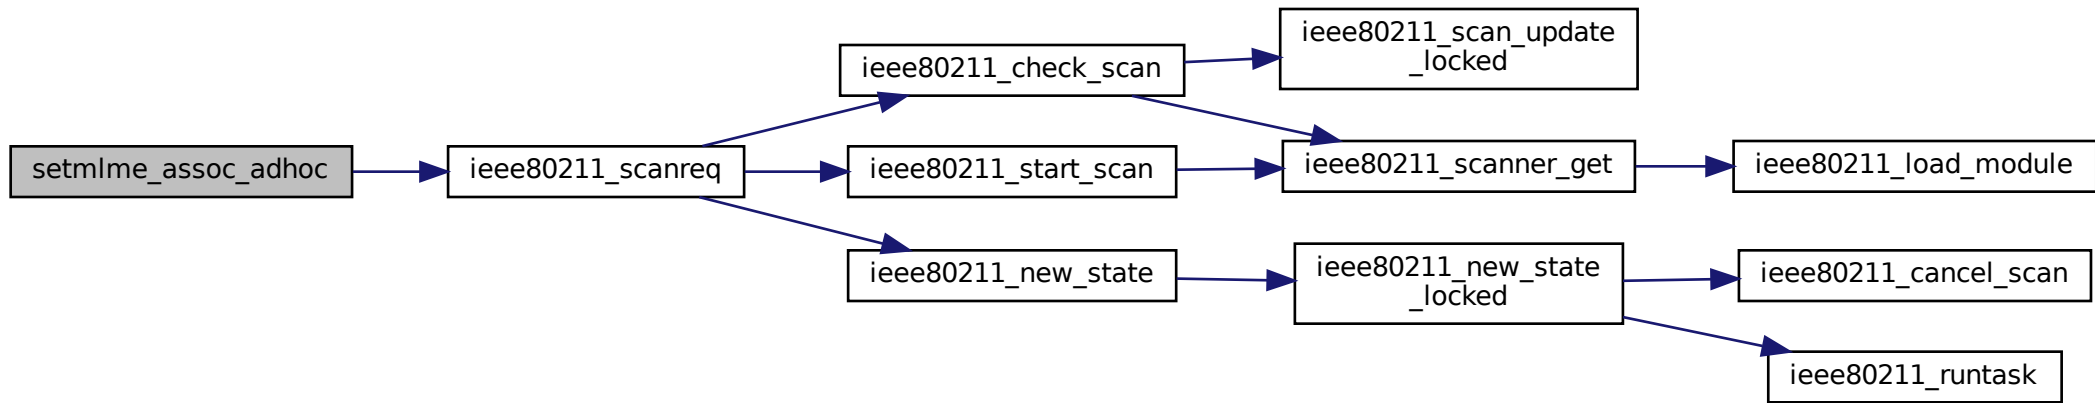 setmlme_assoc_adhoc
ieee80211_scanreq
ieee80211_check_scan
ieee80211_scan_update
_locked
ieee80211_start_scan
ieee80211_scanner_get
ieee80211_load_module
ieee80211_new_state
ieee80211_new_state
_locked
ieee80211_cancel_scan
ieee80211_runtask